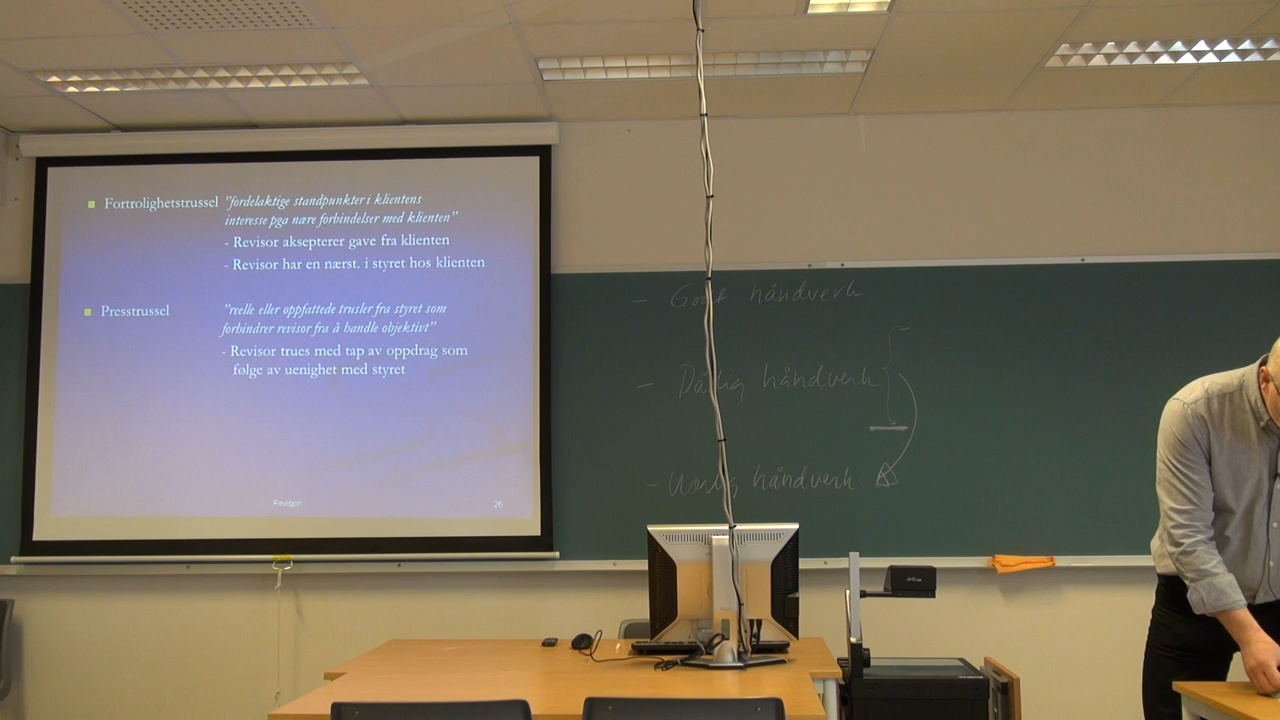 Fortrolighetstrussel "fordelaktige standpunkter i klientens
interesse pga nære forbindelser med klienten"
- Revisor aksepterer gave fra klienten
- Revisor har en nærst. i styret hos klienten
Presstrussel "reelle eller oppfattede trusler fra styret som
forhindrer revisor fra å handle objektivt"
- Revisor trues med tap av oppdrag som
følge av uenighet med styret
Revisjon 26
- Godt håndverk
- Dårlig håndverk
- Uærlig håndverk